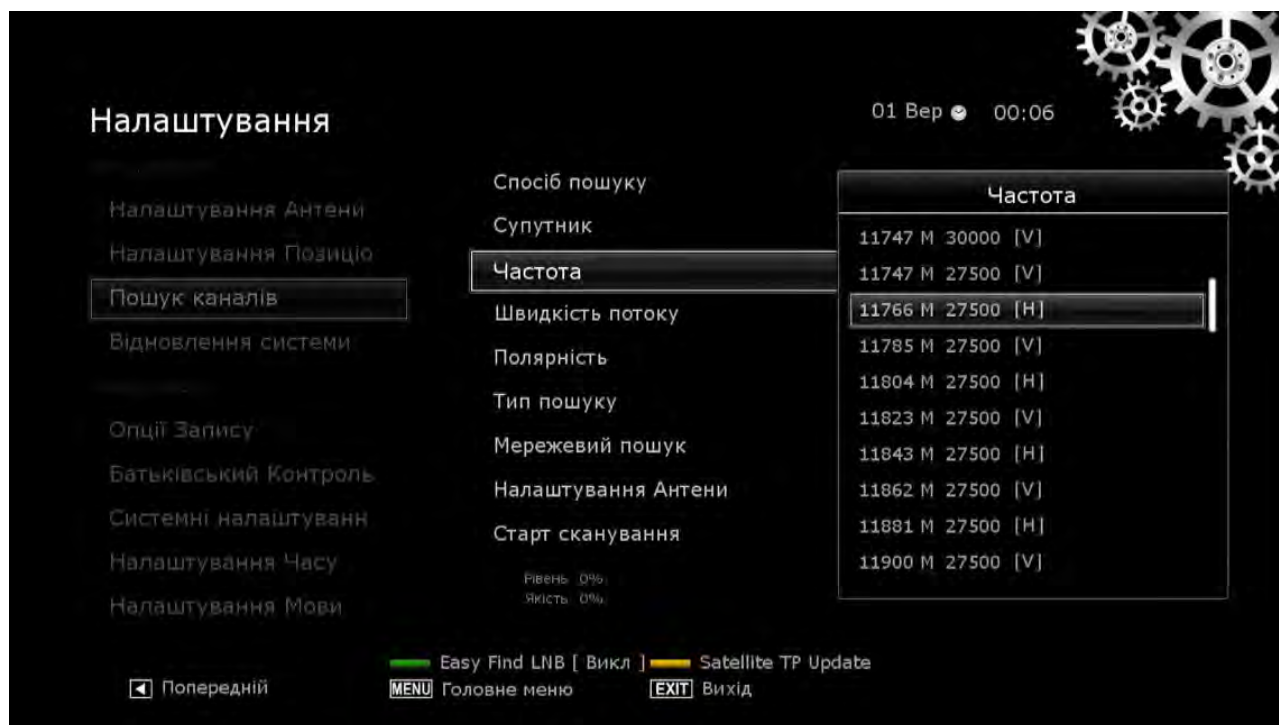 Налаштування
01 Вер 00:06
Налаштування Антени
Налаштування Позиціо
Пошук каналів
Відновлення системи
Опції Запису
Батьківський Контроль
Системні налаштуванн
Налаштування Часу
Налаштування Мови
Спосіб пошуку
Супутник
Частота
Швидкість потоку
Полярність
Тип пошуку
Мережевий пошук
Налаштування Антени
Старт сканування
Рівень 0%
Якість 0%
Частота
11747 M 30000 [V]
11747 M 27500 [V]
11766 M 27500 [H]
11785 M 27500 [V]
11804 M 27500 [H]
11823 M 27500 [V]
11843 M 27500 [H]
11862 M 27500 [V]
11881 M 27500 [H]
11900 M 27500 [V]
Easy Find LNB [ Викл ] Satellite TP Update
Попередній MENU Головне меню EXIT Вихід